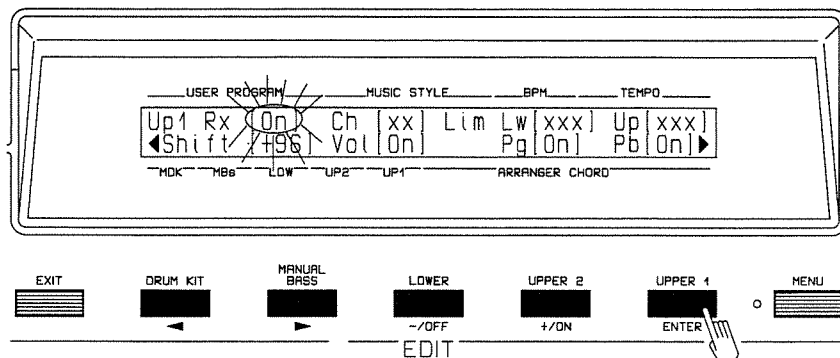 USER PROGRAM MUSIC STYLE BPM TEMPO
Up1 Rx [On] Ch [xx] Lim Lw[xxx] Up[xxx]
◀Shift [+96] Vol[On] Pg[On] Pb[On]▶
MDK MBs LOW UP2 UP1 ARRANGER CHORD
EXIT DRUM KIT MANUAL BASS LOWER UPPER 2 UPPER 1 MENU
◀ ▶ -/OFF +/ON ENTER
EDIT